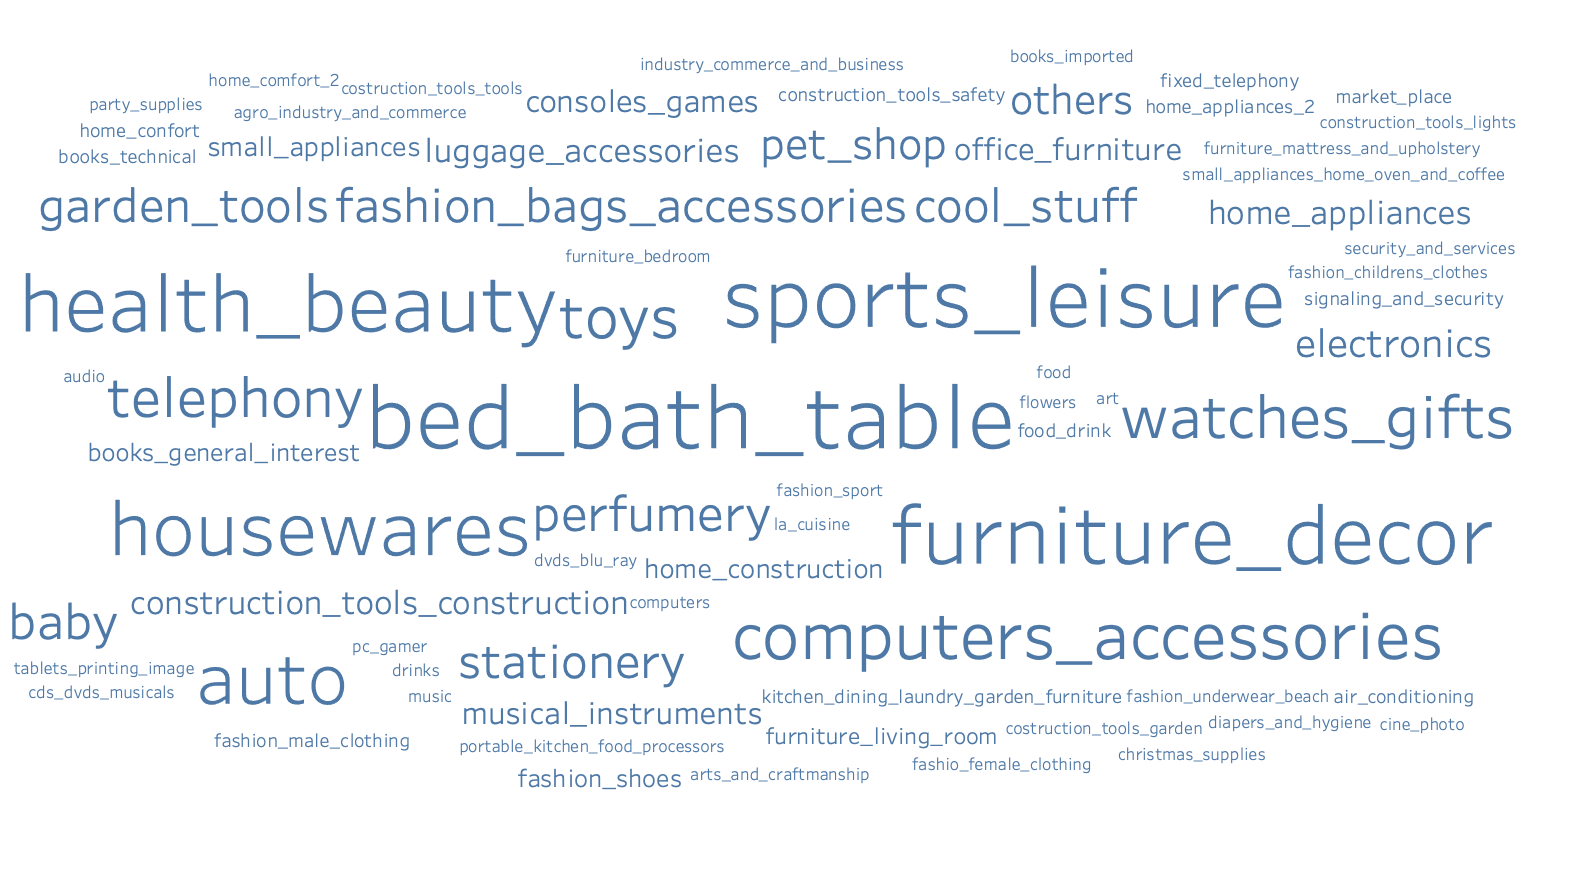 books_imported
industry_commerce_and_business
home_comfort_2 costruction_tools_tools fixed_telephony
party_supplies agro_industry_and_commerce consoles_games construction_tools_safety others home_appliances_2 market_place
home_confort construction_tools_lights
books_technical small_appliances luggage_accessories pet_shop office_furniture furniture_mattress_and_upholstery
small_appliances_home_oven_and_coffee
garden_tools fashion_bags_accessories cool_stuff home_appliances
furniture_bedroom security_and_services
fashion_childrens_clothes
health_beauty toys sports_leisure signaling_and_security
electronics
audio food
telephony bed_bath_table flowers art watches_gifts
food_drink
books_general_interest
fashion_sport
housewares perfumery la_cuisine furniture_decor
dvds_blu_ray home_construction
construction_tools_construction computers
baby computers_accessories
pc_gamer
tablets_printing_image auto drinks stationery
cds_dvds_musicals music kitchen_dining_laundry_garden_furniture fashion_underwear_beach air_conditioning
musical_instruments costruction_tools_garden diapers_and_hygiene cine_photo
fashion_male_clothing portable_kitchen_food_processors furniture_living_room christmas_supplies
fashion_shoes arts_and_craftmanship fashio_female_clothing